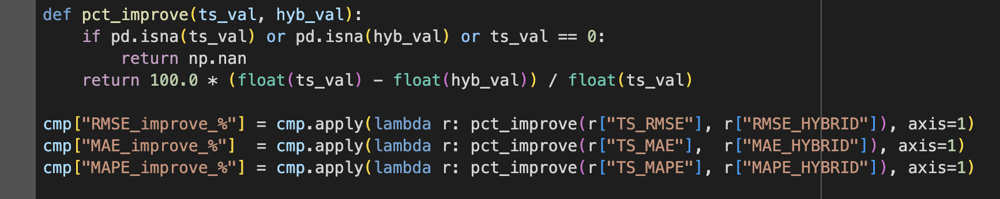 def pct_improve(ts_val, hyb_val):
    if pd.isna(ts_val) or pd.isna(hyb_val) or ts_val == 0:
        return np.nan
    return 100.0 * (float(ts_val) - float(hyb_val)) / float(ts_val)

cmp["RMSE_improve_%"] = cmp.apply(lambda r: pct_improve(r["TS_RMSE"], r["RMSE_HYBRID"]), axis=1)
cmp["MAE_improve_%"]  = cmp.apply(lambda r: pct_improve(r["TS_MAE"],  r["MAE_HYBRID"]), axis=1)
cmp["MAPE_improve_%"] = cmp.apply(lambda r: pct_improve(r["TS_MAPE"], r["MAPE_HYBRID"]), axis=1)